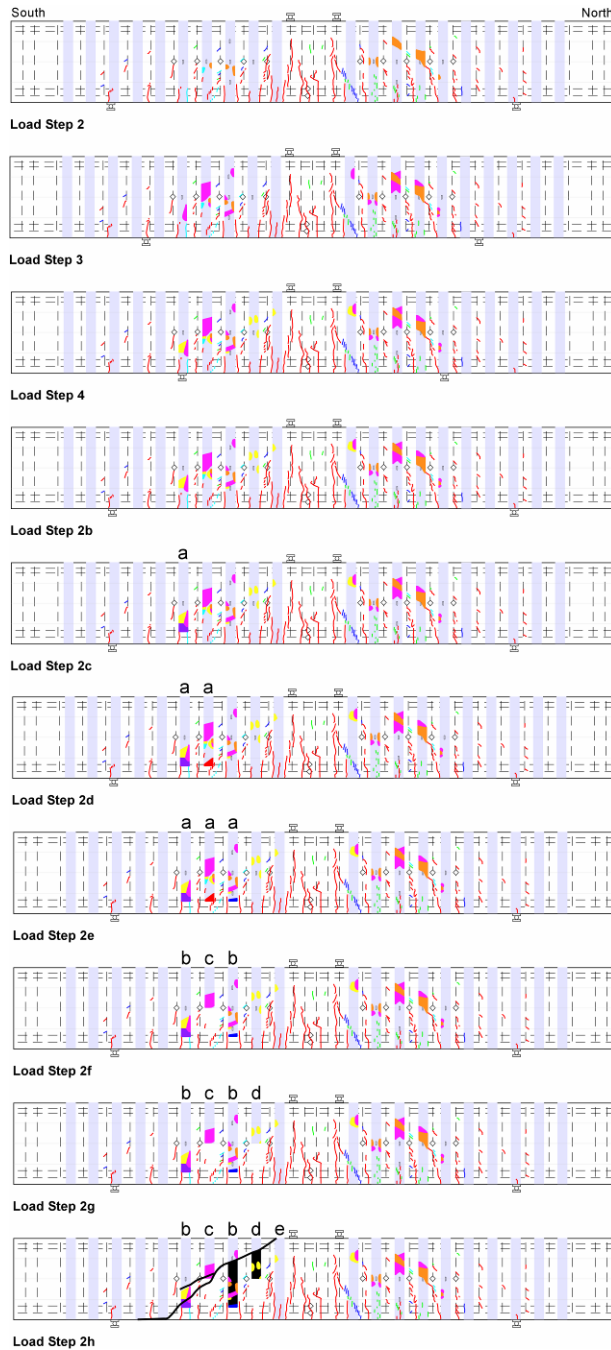 South North
Load Step 2
Load Step 3
Load Step 4
Load Step 2b
a
Load Step 2c
a a
Load Step 2d
a a a
Load Step 2e
b c b
Load Step 2f
b c b d
Load Step 2g
b c b d e
Load Step 2h